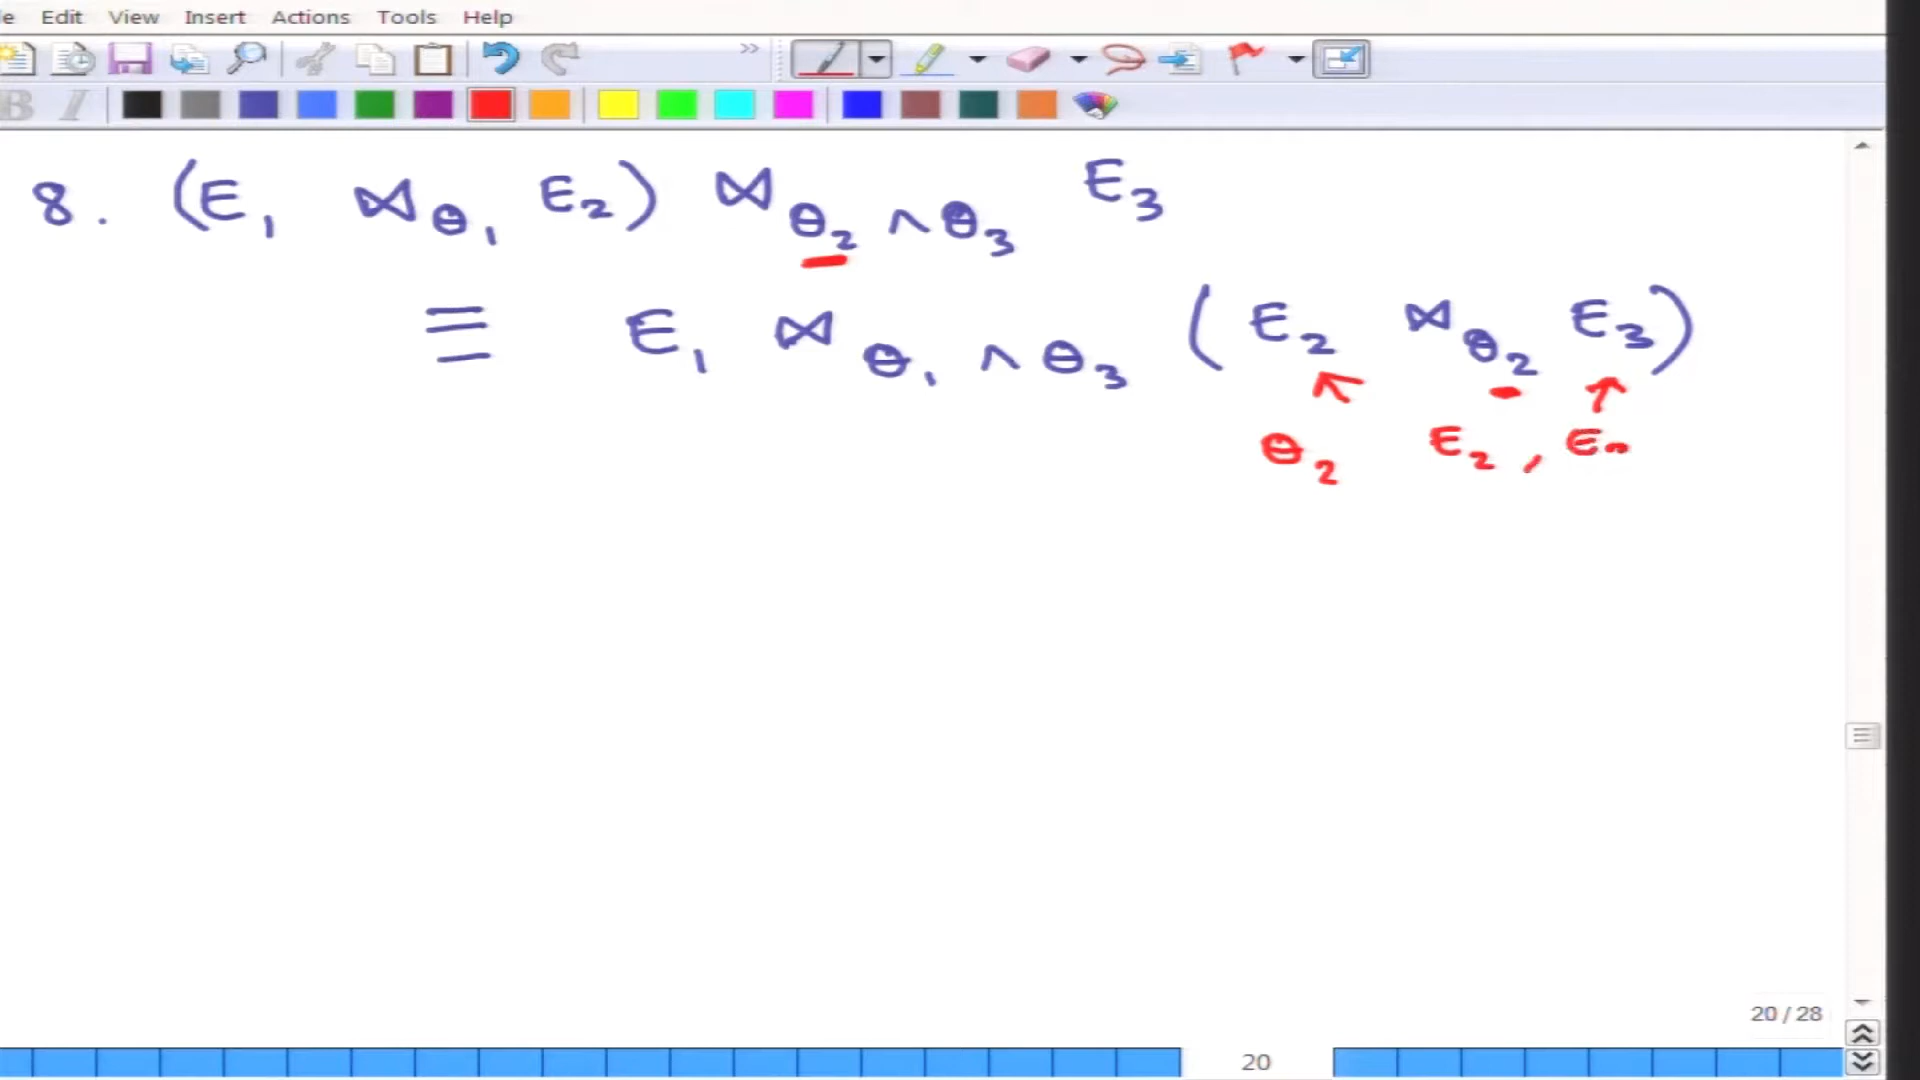 Edit View Insert Actions Tools Help
B I
8. (E₁ ⋈θ₁ E₂) ⋈θ₂ ∧ θ₃ E₃
≡ E₁ ⋈θ₁ ∧ θ₃ (E₂ ⋈θ₂ E₃)
θ₂ E₂, E
20 / 28
20